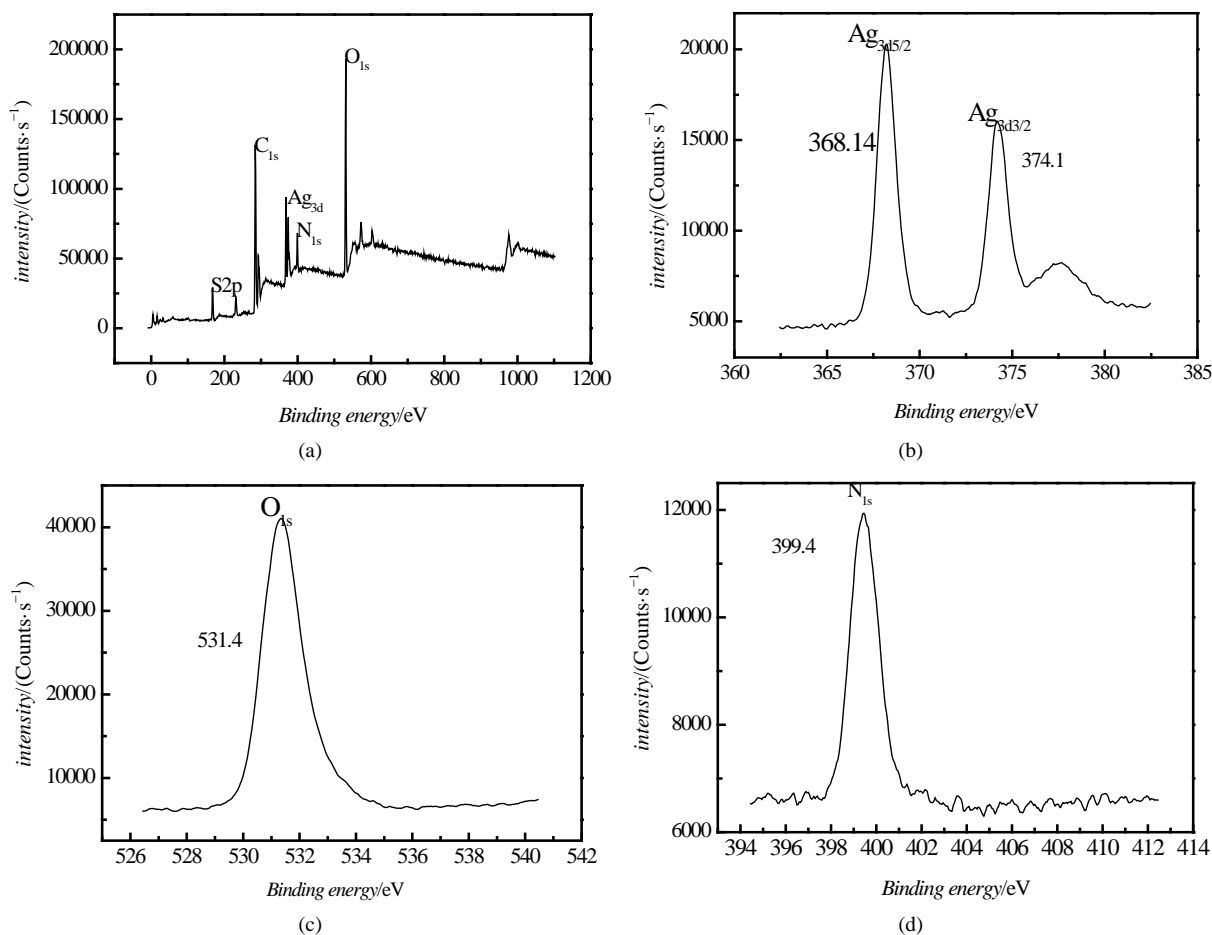 200000
150000
100000
50000
0
intensity/(Counts·s⁻¹)
O1s
C1s
Ag3d
N1s
S2p
0 200 400 600 800 1000 1200
Binding energy/eV
(a)
20000
15000
10000
5000
intensity/(Counts·s⁻¹)
Ag3d5/2
Ag3d3/2
368.14
374.1
360 365 370 375 380 385
Binding energy/eV
(b)
40000
30000
20000
10000
intensity/(Counts·s⁻¹)
O1s
531.4
526 528 530 532 534 536 538 540 542
Binding energy/eV
(c)
12000
10000
8000
6000
intensity/(Counts·s⁻¹)
N1s
399.4
394 396 398 400 402 404 406 408 410 412 414
Binding energy/eV
(d)